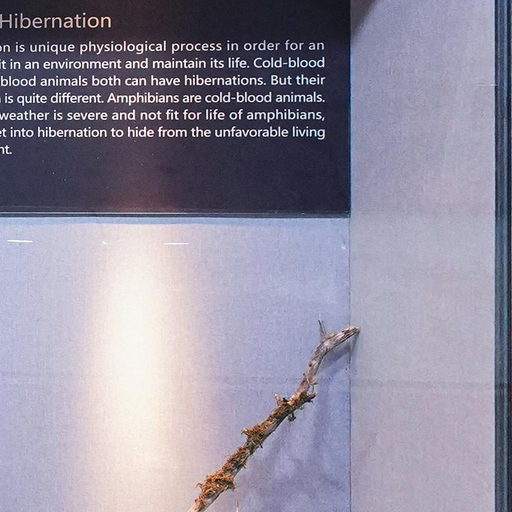 Hibernation
on is unique physiological process in order for an
it in an environment and maintain its life. Cold-blood
blood animals both can have hibernations. But their
is quite different. Amphibians are cold-blood animals.
weather is severe and not fit for life of amphibians,
et into hibernation to hide from the unfavorable living
nt.